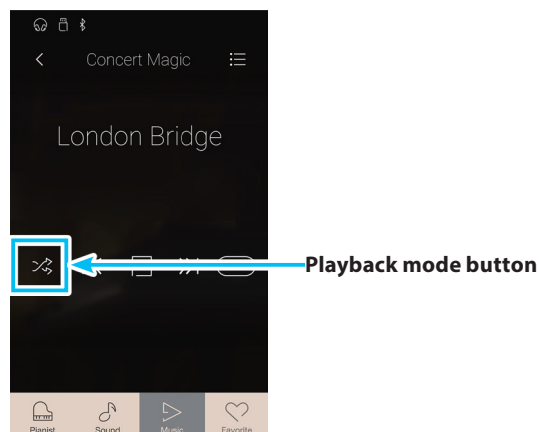 Concert Magic
London Bridge
Playback mode button
Pianist Sound Music Favorite